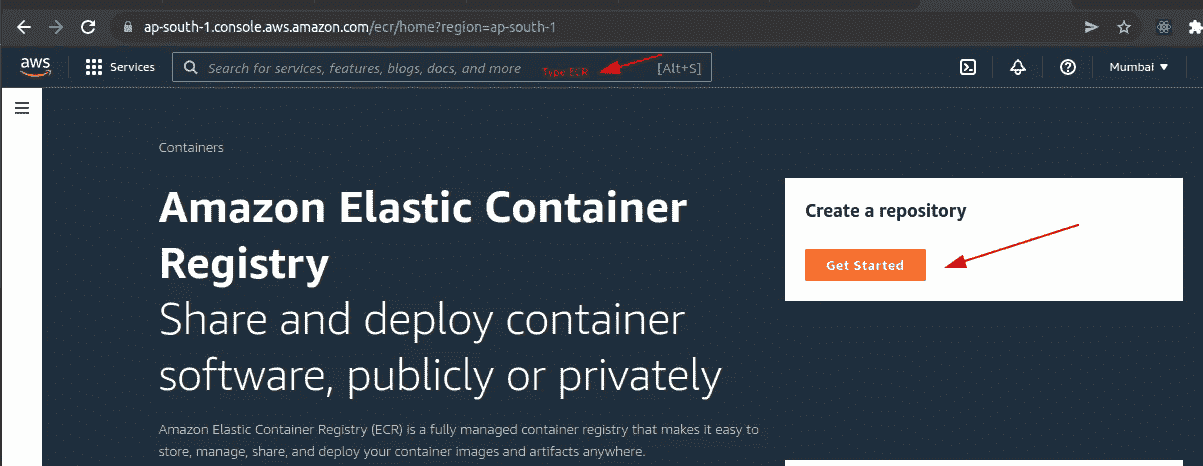 ap-south-1.console.aws.amazon.com/ecr/home?region=ap-south-1
aws
Services
Search for services, features, blogs, docs, and more
Type ECR
[Alt+S]
Mumbai
Containers
Amazon Elastic Container
Registry
Share and deploy container
software, publicly or privately
Amazon Elastic Container Registry (ECR) is a fully managed container registry that makes it easy to
store, manage, share, and deploy your container images and artifacts anywhere.
Create a repository
Get Started